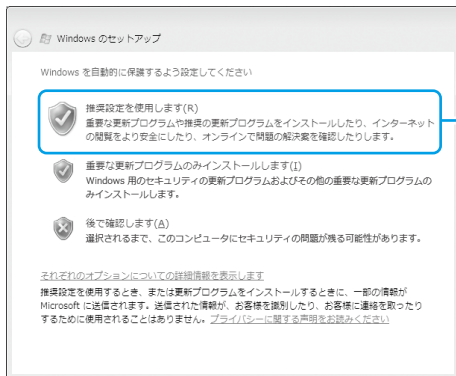 Windows のセットアップ
Windows を自動的に保護するよう設定してください
推奨設定を使用します(R)
重要な更新プログラムや推奨の更新プログラムをインストールしたり、インターネット
の閲覧をより安全にしたり、オンラインで問題の解決案を確認したりします。
重要な更新プログラムのみインストールします(I)
Windows 用のセキュリティの更新プログラムおよびその他の重要な更新プログラムの
みインストールします。
後で確認します(A)
選択されるまで、このコンピュータにセキュリティの問題が残る可能性があります。
それぞれのオプションについての詳細情報を表示します
推奨設定を使用するとき、または更新プログラムをインストールするときに、一部の情報が
Microsoft に送信されます。送信された情報が、お客様を識別したり、お客様に連絡を取ったり
するために使用されることはありません。プライバシーに関する声明をお読みください